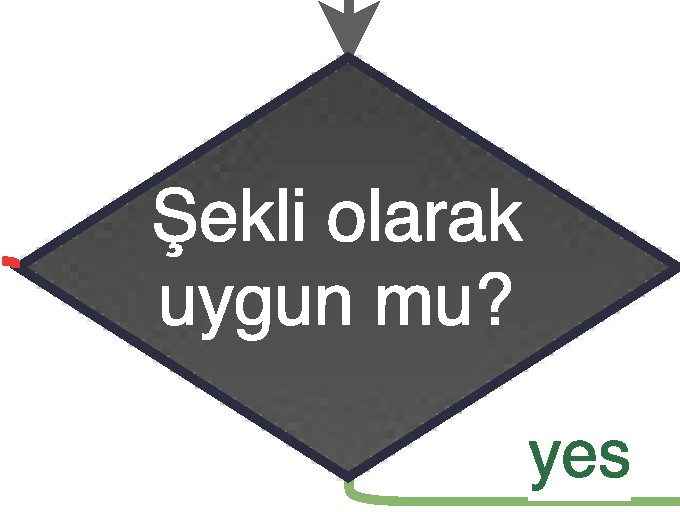 Şekli olarak
uygun mu?
yes